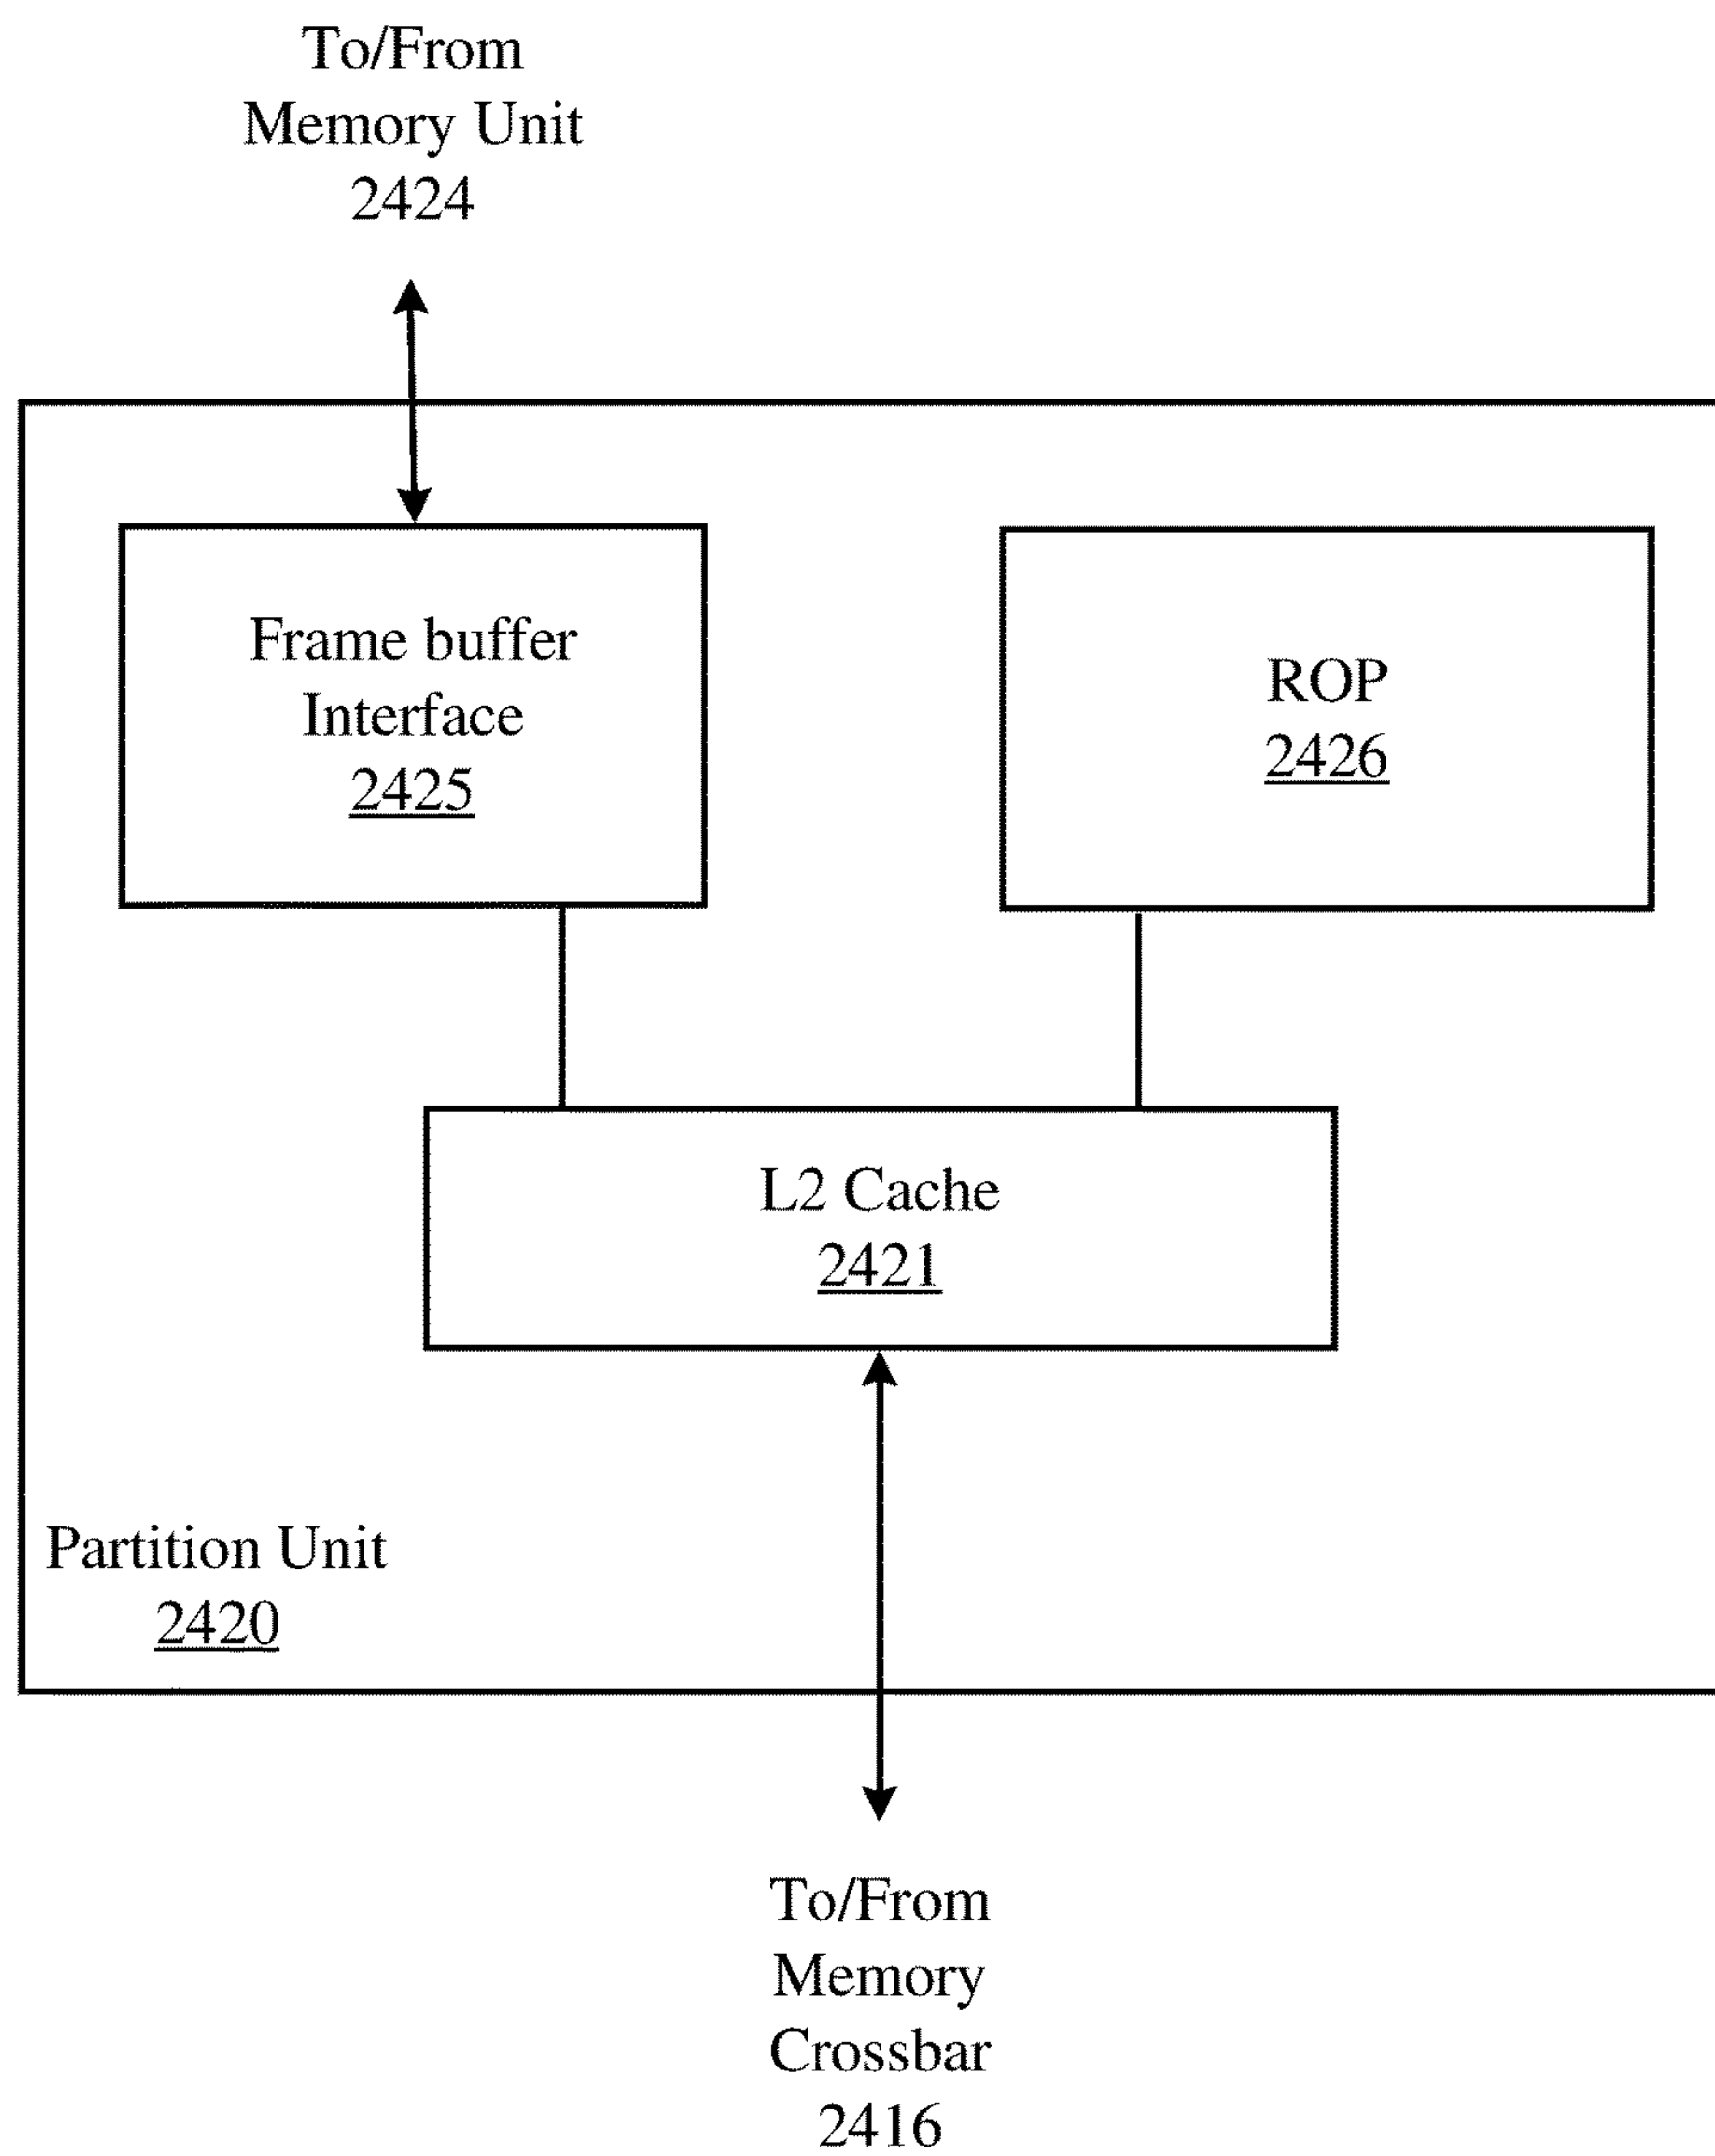 To/From
Memory Unit
2424
Frame buffer
Interface
2425
ROP
2426
L2 Cache
2421
Partition Unit
2420
To/From
Memory
Crossbar
2416